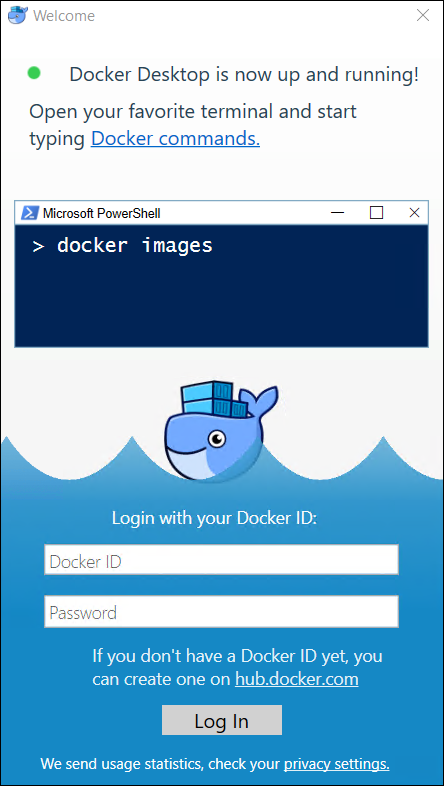 Welcome
Docker Desktop is now up and running!
Open your favorite terminal and start
typing Docker commands.
Microsoft PowerShell
> docker images
Login with your Docker ID:
Docker ID
Password
If you don't have a Docker ID yet, you
can create one on hub.docker.com
Log In
We send usage statistics, check your privacy settings.